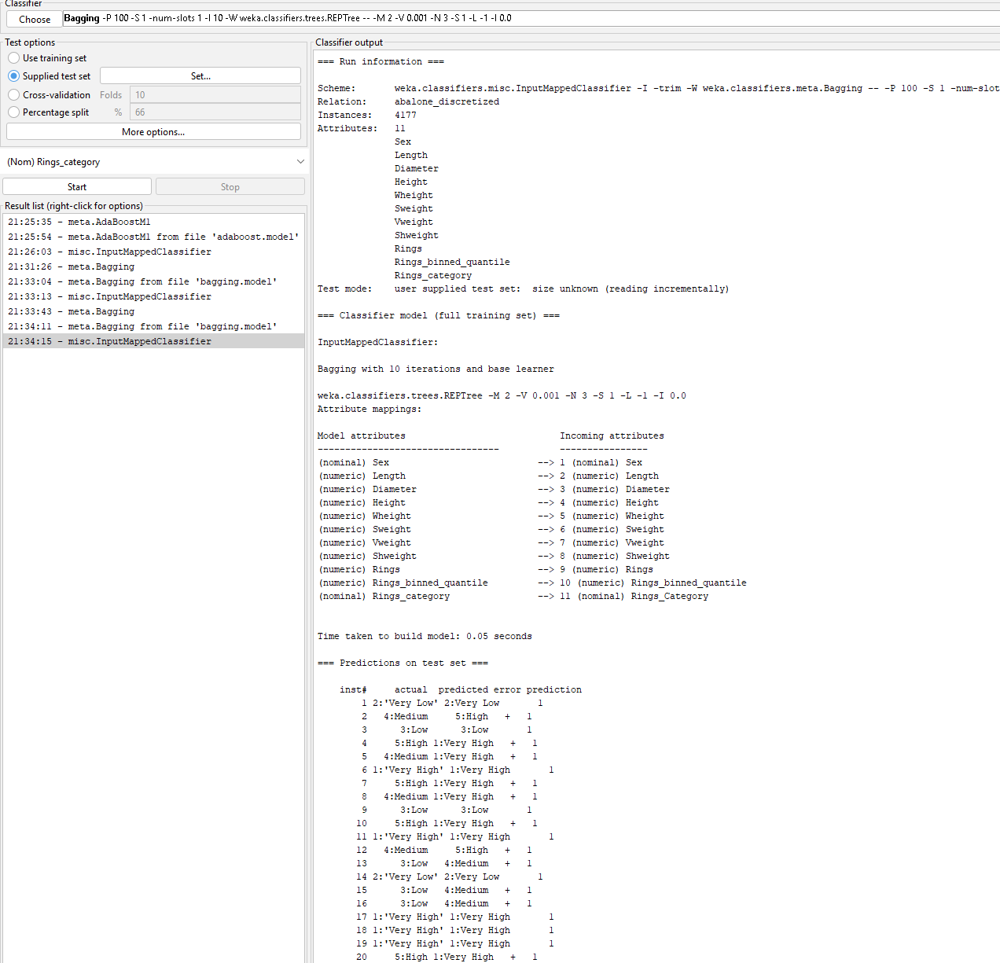 Classifier
Choose
Bagging -P 100 -S 1 -num-slots 1 -I 10 -W weka.classifiers.trees.REPTree -- -M 2 -V 0.001 -N 3 -S 1 -L -1 -I 0.0
Test options
Use training set
Supplied test set Set...
Cross-validation Folds 10
Percentage split % 66
More options...
(Nom) Rings_category
Start Stop
Result list (right-click for options)
21:25:35 - meta.AdaBoostM1
21:25:54 - meta.AdaBoostM1 from file 'adaboost.model'
21:26:03 - misc.InputMappedClassifier
21:31:26 - meta.Bagging
21:33:04 - meta.Bagging from file 'bagging.model'
21:33:13 - misc.InputMappedClassifier
21:33:43 - meta.Bagging
21:34:11 - meta.Bagging from file 'bagging.model'
21:34:15 - misc.InputMappedClassifier
Classifier output
=== Run information ===
Scheme: weka.classifiers.misc.InputMappedClassifier -I -trim -W weka.classifiers.meta.Bagging -- -P 100 -S 1 -num-slot
Relation: abalone_discretized
Instances: 4177
Attributes: 11
Sex
Length
Diameter
Height
Wheight
Sweight
Vweight
Shweight
Rings
Rings_binned_quantile
Rings_category
Test mode: user supplied test set: size unknown (reading incrementally)
=== Classifier model (full training set) ===
InputMappedClassifier:
Bagging with 10 iterations and base learner
weka.classifiers.trees.REPTree -M 2 -V 0.001 -N 3 -S 1 -L -1 -I 0.0
Attribute mappings:
Model attributes Incoming attributes
--------------------------------- ----------------
(nominal) Sex --> 1 (nominal) Sex
(numeric) Length --> 2 (numeric) Length
(numeric) Diameter --> 3 (numeric) Diameter
(numeric) Height --> 4 (numeric) Height
(numeric) Wheight --> 5 (numeric) Wheight
(numeric) Sweight --> 6 (numeric) Sweight
(numeric) Vweight --> 7 (numeric) Vweight
(numeric) Shweight --> 8 (numeric) Shweight
(numeric) Rings --> 9 (numeric) Rings
(numeric) Rings_binned_quantile --> 10 (numeric) Rings_binned_quantile
(nominal) Rings_category --> 11 (nominal) Rings_Category
Time taken to build model: 0.05 seconds
=== Predictions on test set ===
inst# actual predicted error prediction
1 2:'Very Low' 2:Very Low 1
2 4:Medium 5:High + 1
3 3:Low 3:Low 1
4 5:High 1:Very High + 1
5 4:Medium 1:Very High + 1
6 1:'Very High' 1:Very High 1
7 5:High 1:Very High + 1
8 4:Medium 1:Very High + 1
9 3:Low 3:Low 1
10 5:High 1:Very High + 1
11 1:'Very High' 1:Very High 1
12 4:Medium 5:High + 1
13 3:Low 4:Medium + 1
14 2:'Very Low' 2:Very Low 1
15 3:Low 4:Medium + 1
16 3:Low 4:Medium + 1
17 1:'Very High' 1:Very High 1
18 1:'Very High' 1:Very High 1
19 1:'Very High' 1:Very High 1
20 5:High 1:Very High + 1